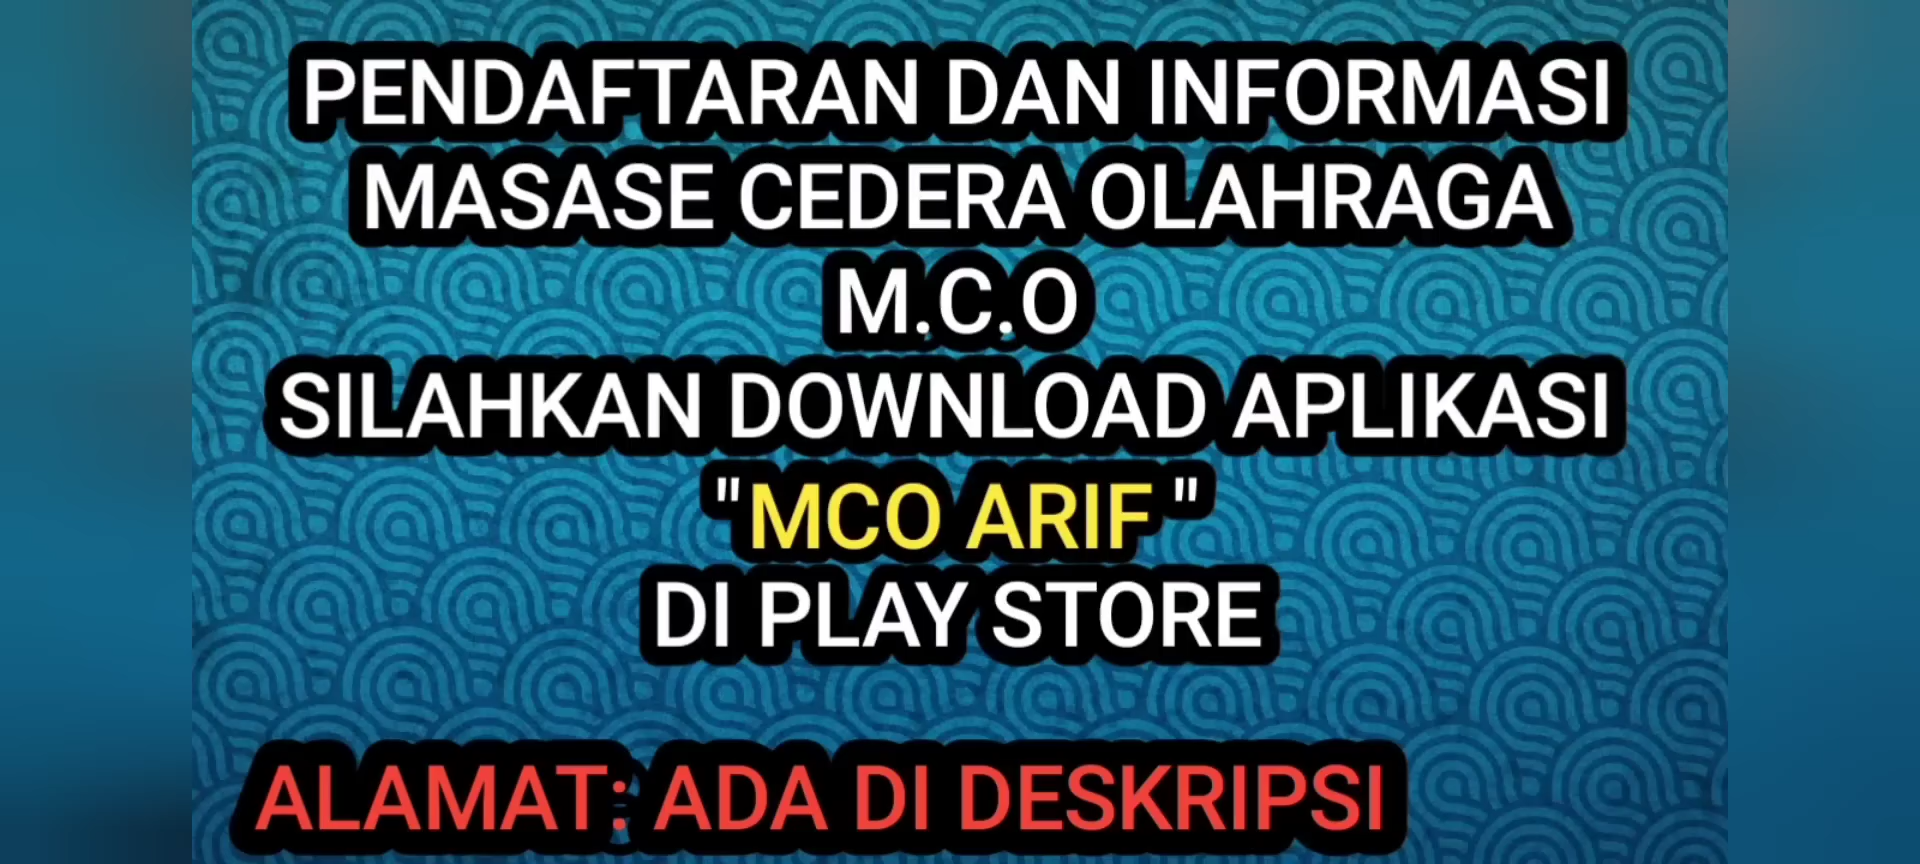 PENDAFTARAN DAN INFORMASI
MASASE CEDERA OLAHRAGA
M.C.O
SILAHKAN DOWNLOAD APLIKASI
"MCO ARIF "
DI PLAY STORE
ALAMAT: ADA DI DESKRIPSI